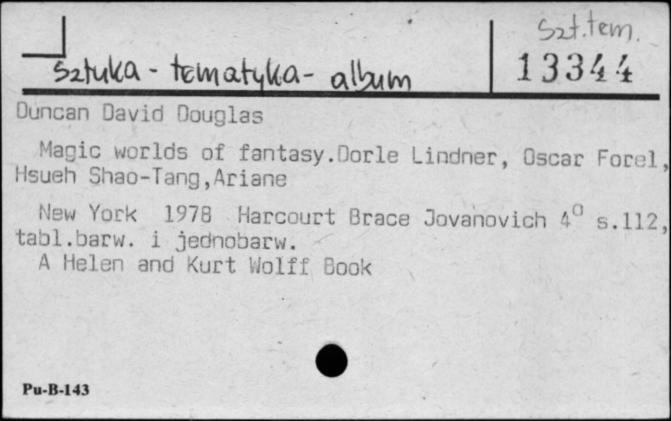 Szt.tem.
Sztuka - tematyka - album
13344
Duncan David Douglas
Magic worlds of fantasy.Dorle Lindner, Oscar Forel,
Hsueh Shao-Tang,Ariane
New York 1978 Harcourt Brace Jovanovich 4° s.112,
tabl.barw. i jednobarw.
A Helen and Kurt Wolff Book
Pu-B-143